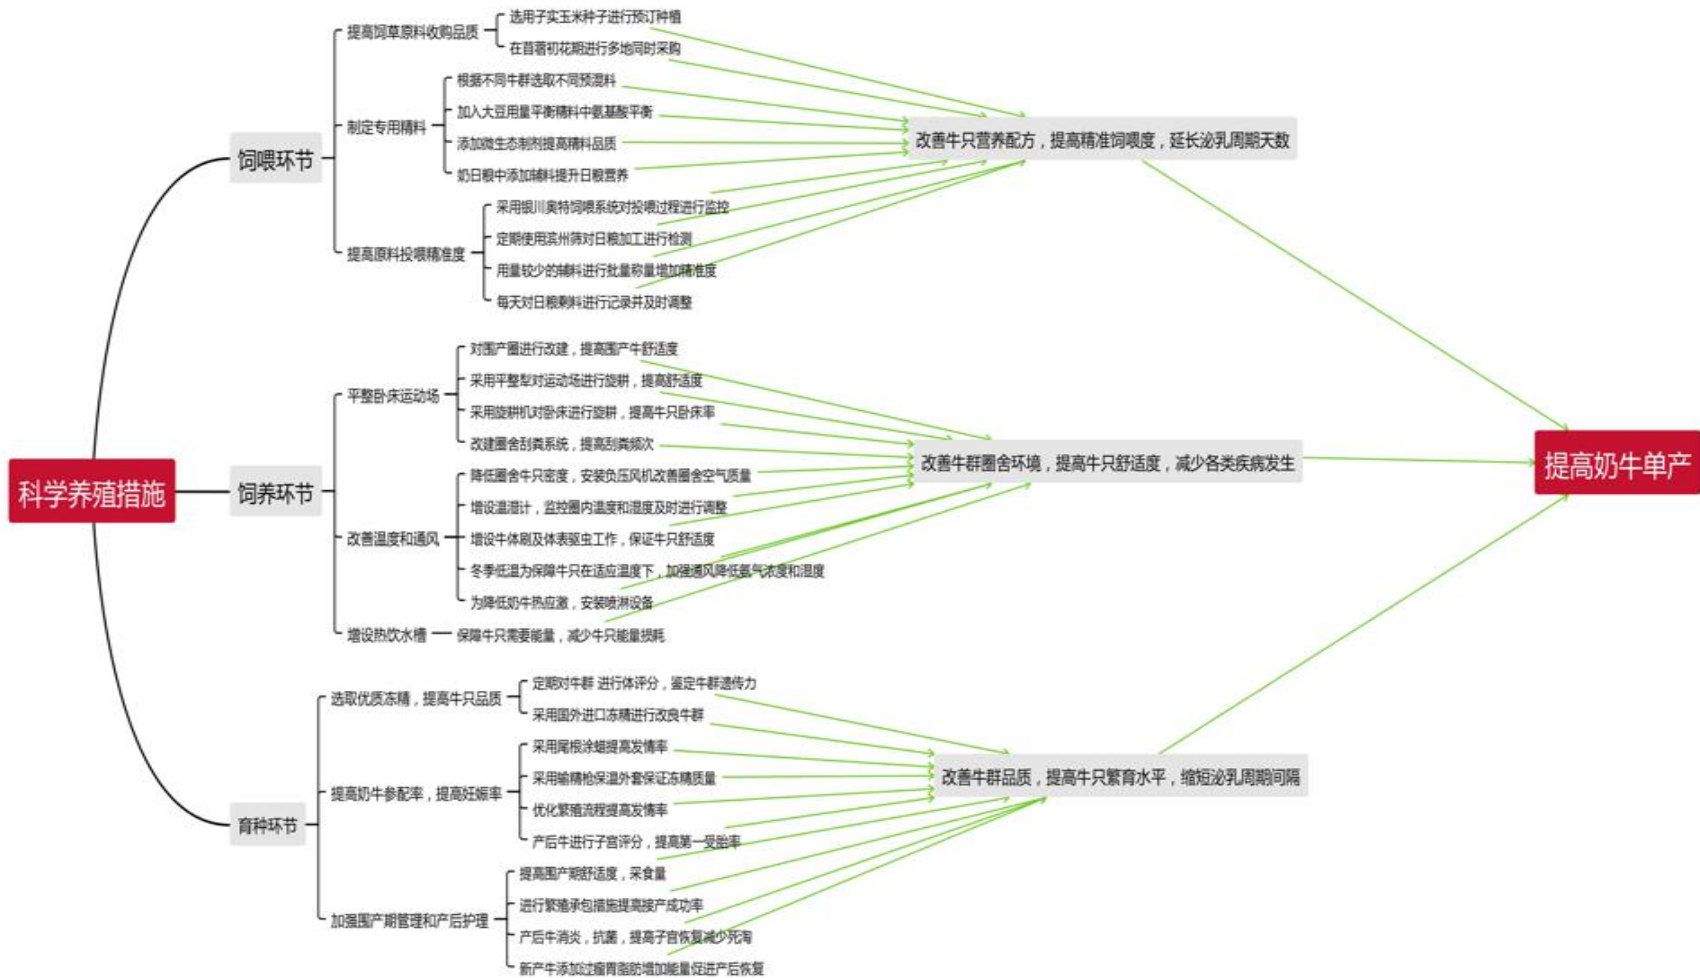 科学养殖措施
饲喂环节
提高饲草原料收购品质
选用子实玉米种子进行预订种植
在苜蓿初花期进行多地同时采购
制定专用精料
根据不同牛群选取不同预混料
加入大豆用量平衡精料中氨基酸平衡
添加微生态制剂提高精料品质
奶日粮中添加辅料提升日粮营养
提高原料投喂精准度
采用银川奥特饲喂系统对投喂过程进行监控
定期使用滨州筛对日粮加工进行检测
用量较少的辅料进行批量称量增加精准度
每天对日粮剩料进行记录并及时调整
改善牛只营养配方，提高精准饲喂度，延长泌乳周期天数
饲养环节
平整卧床运动场
对围产圈进行改建，提高围产牛舒适度
采用平整犁对运动场进行旋耕，提高舒适度
采用旋耕机对卧床进行旋耕，提高牛只卧床率
改建圈舍刮粪系统，提高刮粪频次
改善温度和通风
降低圈舍牛只密度，安装负压风机改善圈舍空气质量
增设温湿计，监控圈内温度和湿度及时进行调整
增设牛体刷及体表驱虫工作，保证牛只舒适度
冬季低温为保障牛只在适应温度下，加强通风降低氨气浓度和湿度
为降低奶牛热应激，安装喷淋设备
增设热饮水槽
保障牛只需要能量，减少牛只能量损耗
改善牛群圈舍环境，提高牛只舒适度，减少各类疾病发生
育种环节
选取优质冻精，提高牛只品质
定期对牛群 进行体评分，鉴定牛群遗传力
采用国外进口冻精进行改良牛群
提高奶牛参配率，提高妊娠率
采用尾根涂蜡提高发情率
采用输精枪保温外套保证冻精质量
优化繁殖流程提高发情率
产后牛进行子宫评分，提高第一受胎率
加强围产期管理和产后护理
提高围产期舒适度，采食量
进行繁殖承包措施提高接产成功率
产后牛消炎，抗菌，提高子宫恢复减少死淘
新产牛添加过瘤胃脂肪增加能量促进产后恢复
改善牛群品质，提高牛只繁育水平，缩短泌乳周期间隔
提高奶牛单产